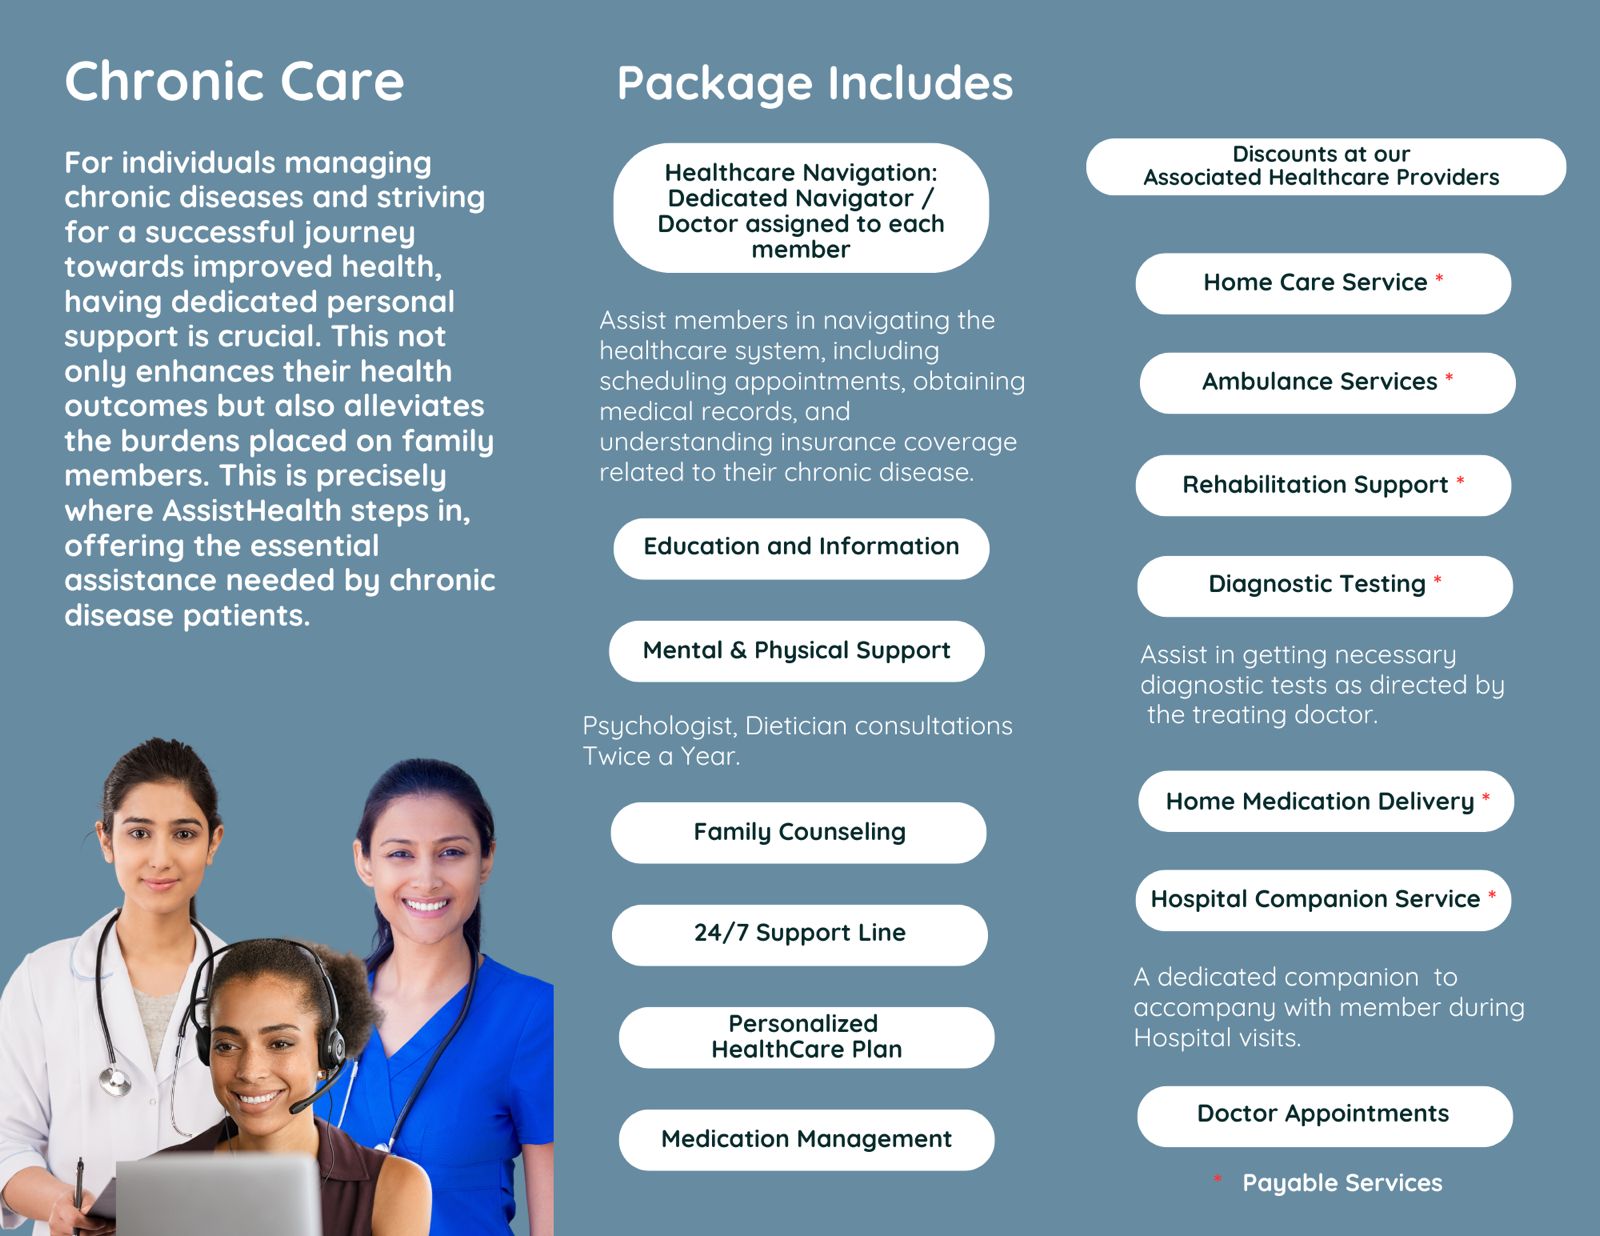 Chronic Care
For individuals managing
chronic diseases and striving
for a successful journey
towards improved health,
having dedicated personal
support is crucial. This not
only enhances their health
outcomes but also alleviates
the burdens placed on family
members. This is precisely
where AssistHealth steps in,
offering the essential
assistance needed by chronic
disease patients.
Package Includes
Healthcare Navigation:
Dedicated Navigator /
Doctor assigned to each
member
Assist members in navigating the
healthcare system, including
scheduling appointments, obtaining
medical records, and
understanding insurance coverage
related to their chronic disease.
Education and Information
Mental & Physical Support
Psychologist, Dietician consultations
Twice a Year.
Family Counseling
24/7 Support Line
Personalized
HealthCare Plan
Medication Management
Discounts at our
Associated Healthcare Providers
Home Care Service *
Ambulance Services *
Rehabilitation Support *
Diagnostic Testing *
Assist in getting necessary
diagnostic tests as directed by
the treating doctor.
Home Medication Delivery *
Hospital Companion Service *
A dedicated companion to
accompany with member during
Hospital visits.
Doctor Appointments
* Payable Services